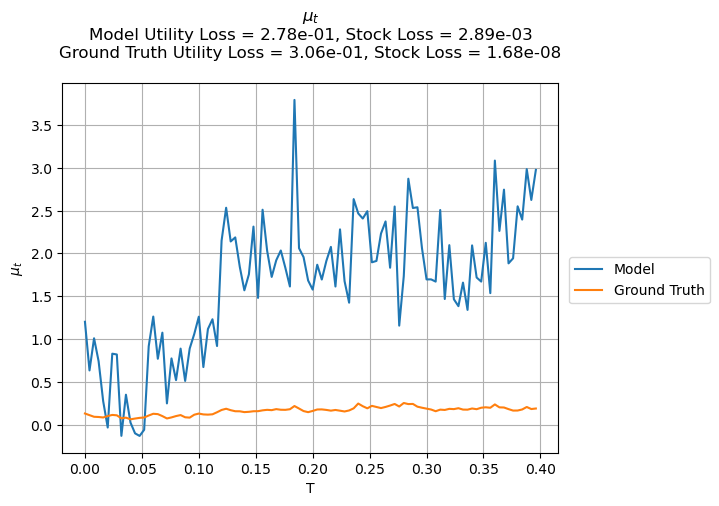 μ_t
Model Utility Loss = 2.78e-01, Stock Loss = 2.89e-03
Ground Truth Utility Loss = 3.06e-01, Stock Loss = 1.68e-08
3.5
3.0
2.5
2.0
1.5
1.0
0.5
0.0
μ_t
0.00 0.05 0.10 0.15 0.20 0.25 0.30 0.35 0.40
T
Model
Ground Truth